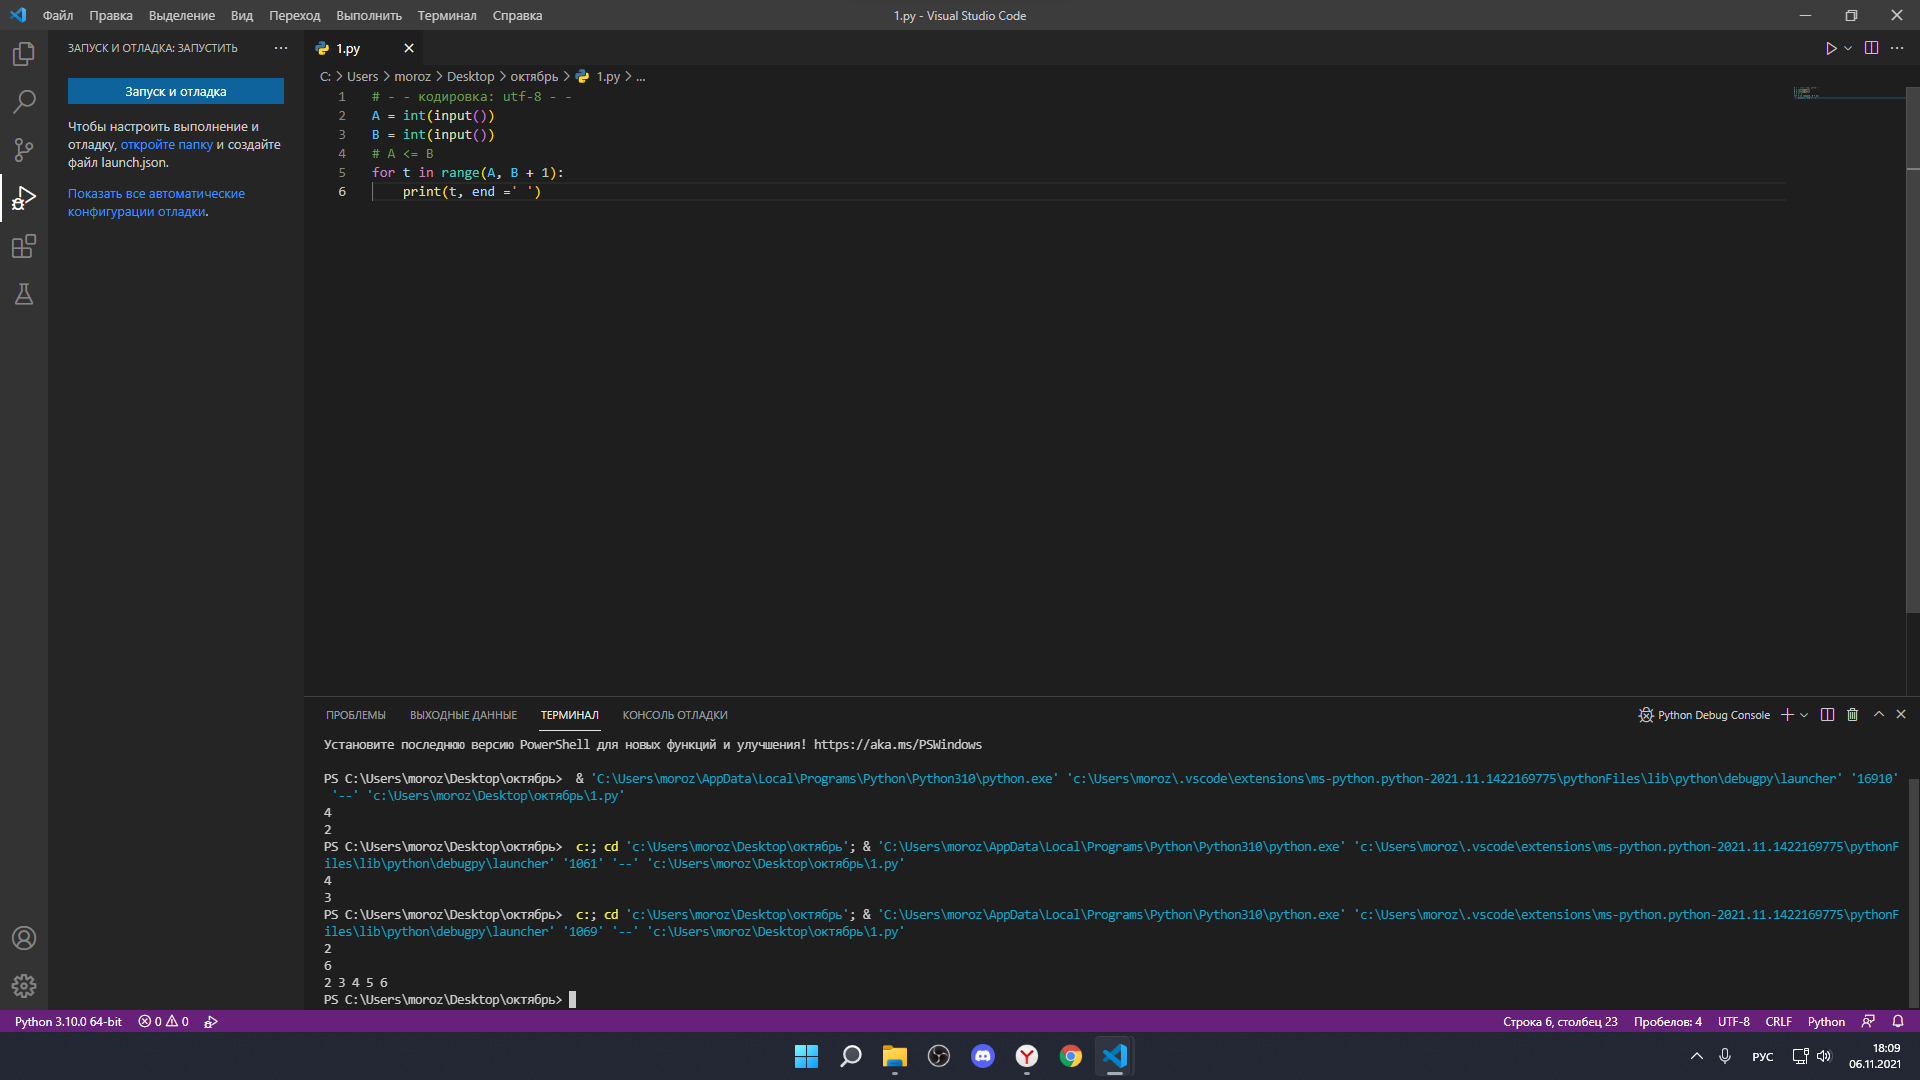 Файл Правка Выделение Вид Переход Выполнить Терминал Справка
1.py - Visual Studio Code
ЗАПУСК И ОТЛАДКА: ЗАПУСТИТЬ
Запуск и отладка
Чтобы настроить выполнение и
отладку, откройте папку и создайте
файл launch.json.
Показать все автоматические
конфигурации отладки.
1.py
C: > Users > moroz > Desktop > октябрь > 1.py > ...
1 # - - кодировка: utf-8 - -
2 A = int(input())
3 B = int(input())
4 # A <= B
5 for t in range(A, B + 1):
6 print(t, end =' ')
ПРОБЛЕМЫ ВЫХОДНЫЕ ДАННЫЕ ТЕРМИНАЛ КОНСОЛЬ ОТЛАДКИ
Python Debug Console
Установите последнюю версию PowerShell для новых функций и улучшения! https://aka.ms/PSWindows
PS C:\Users\moroz\Desktop\октябрь>  & 'C:\Users\moroz\AppData\Local\Programs\Python\Python310\python.exe' 'c:\Users\moroz\.vscode\extensions\ms-python.python-2021.11.1422169775\pythonFiles\lib\python\debugpy\launcher' '16910'
'--' 'c:\Users\moroz\Desktop\октябрь\1.py'
4
2
PS C:\Users\moroz\Desktop\октябрь>  c:; cd 'c:\Users\moroz\Desktop\октябрь'; & 'C:\Users\moroz\AppData\Local\Programs\Python\Python310\python.exe' 'c:\Users\moroz\.vscode\extensions\ms-python.python-2021.11.1422169775\pythonF
iles\lib\python\debugpy\launcher' '1061' '--' 'c:\Users\moroz\Desktop\октябрь\1.py'
4
3
PS C:\Users\moroz\Desktop\октябрь>  c:; cd 'c:\Users\moroz\Desktop\октябрь'; & 'C:\Users\moroz\AppData\Local\Programs\Python\Python310\python.exe' 'c:\Users\moroz\.vscode\extensions\ms-python.python-2021.11.1422169775\pythonF
iles\lib\python\debugpy\launcher' '1069' '--' 'c:\Users\moroz\Desktop\октябрь\1.py'
2
6
2 3 4 5 6
PS C:\Users\moroz\Desktop\октябрь>
Python 3.10.0 64-bit 0 0
Строка 6, столбец 23 Пробелов: 4 UTF-8 CRLF Python
РУС
18:09
06.11.2021